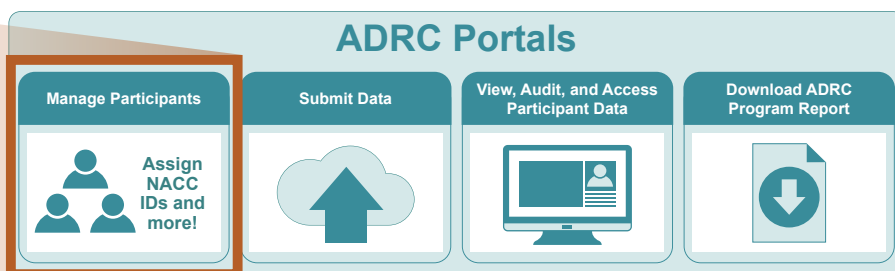 ADRC Portals
Manage Participants
Assign
NACC
IDs and
more!
Submit Data
View, Audit, and Access
Participant Data
Download ADRC
Program Report